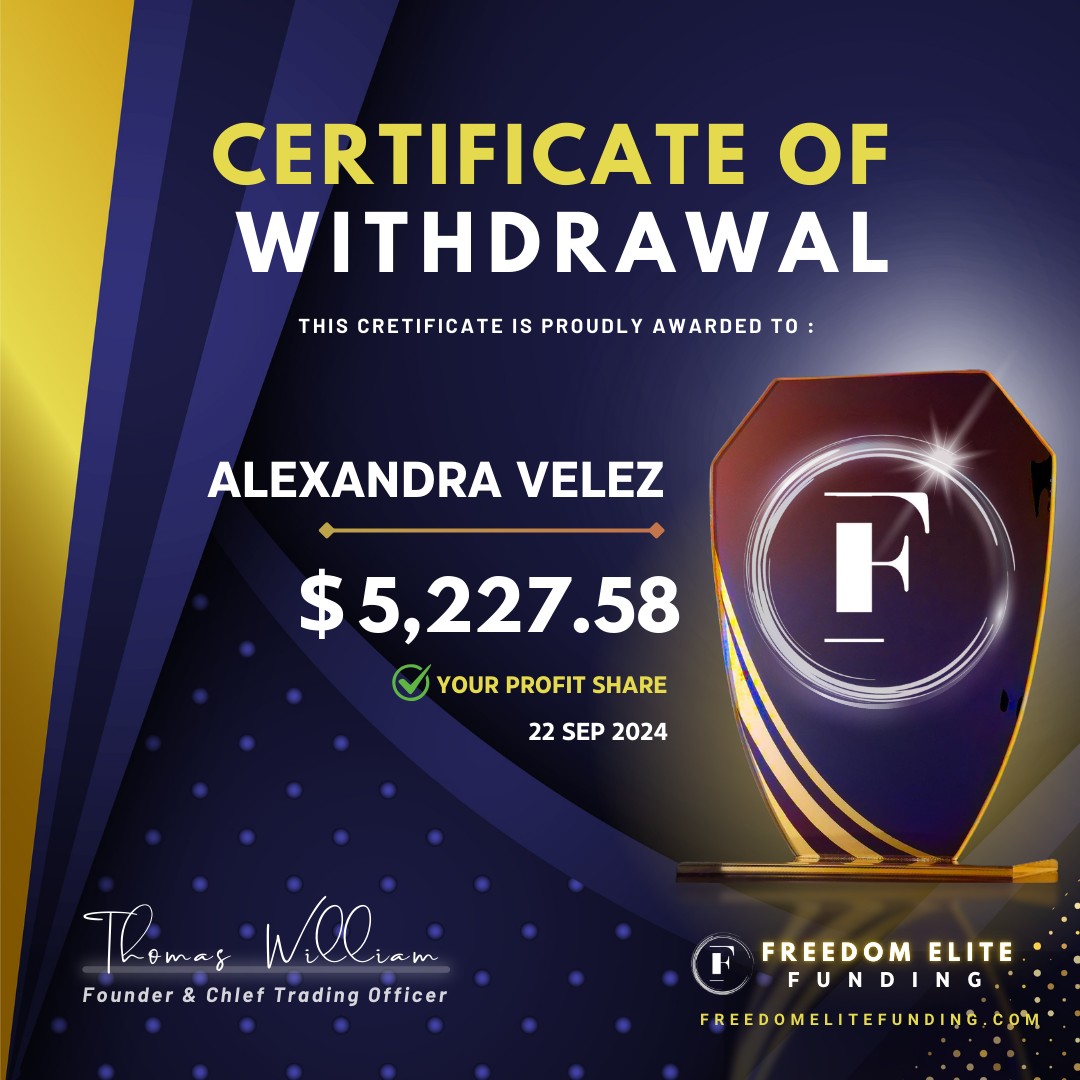 CERTIFICATE OF
WITHDRAWAL
THIS CRETIFICATE IS PROUDLY AWARDED TO :
ALEXANDRA VELEZ
$ 5,227.58
YOUR PROFIT SHARE
22 SEP 2024
F
Thomas William
Founder & Chlef Trading Officer
F
FREEDOM ELITE
FUNDING
FREEDOMELITEFUNDING.COM